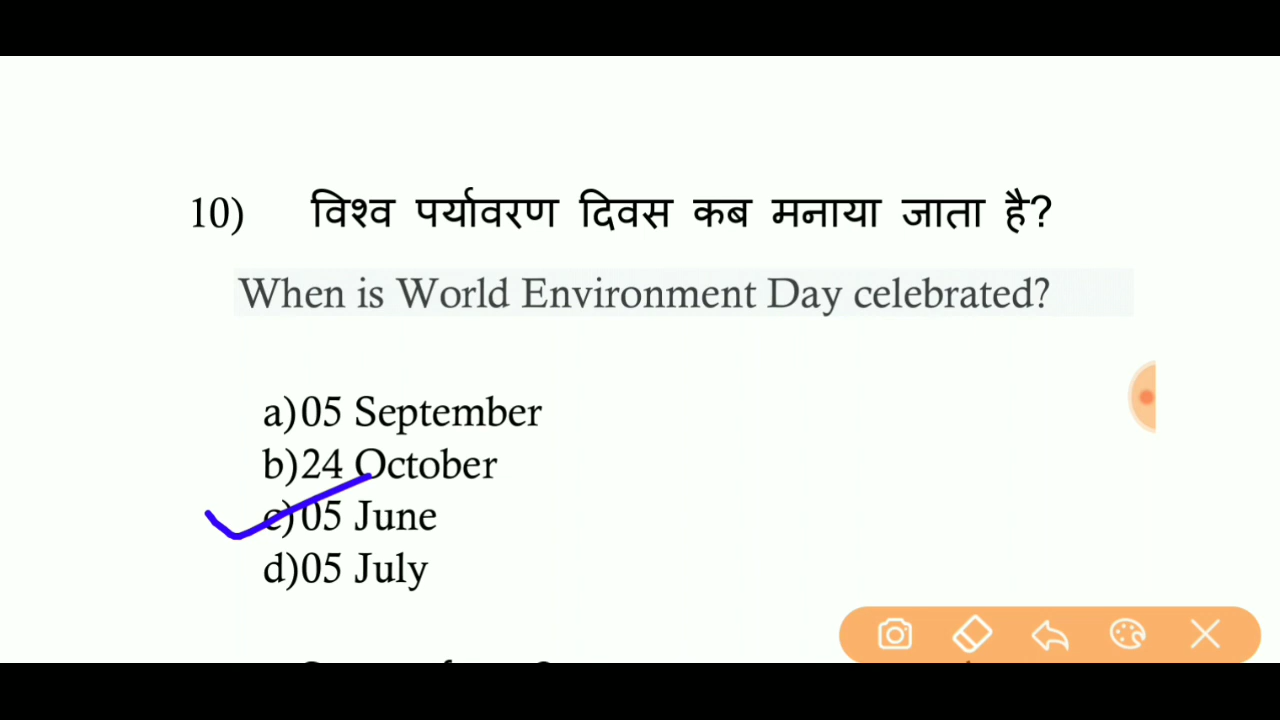 10) विश्व पर्यावरण दिवस कब मनाया जाता है?
When is World Environment Day celebrated?
a)05 September
b)24 October
c)05 June
d)05 July